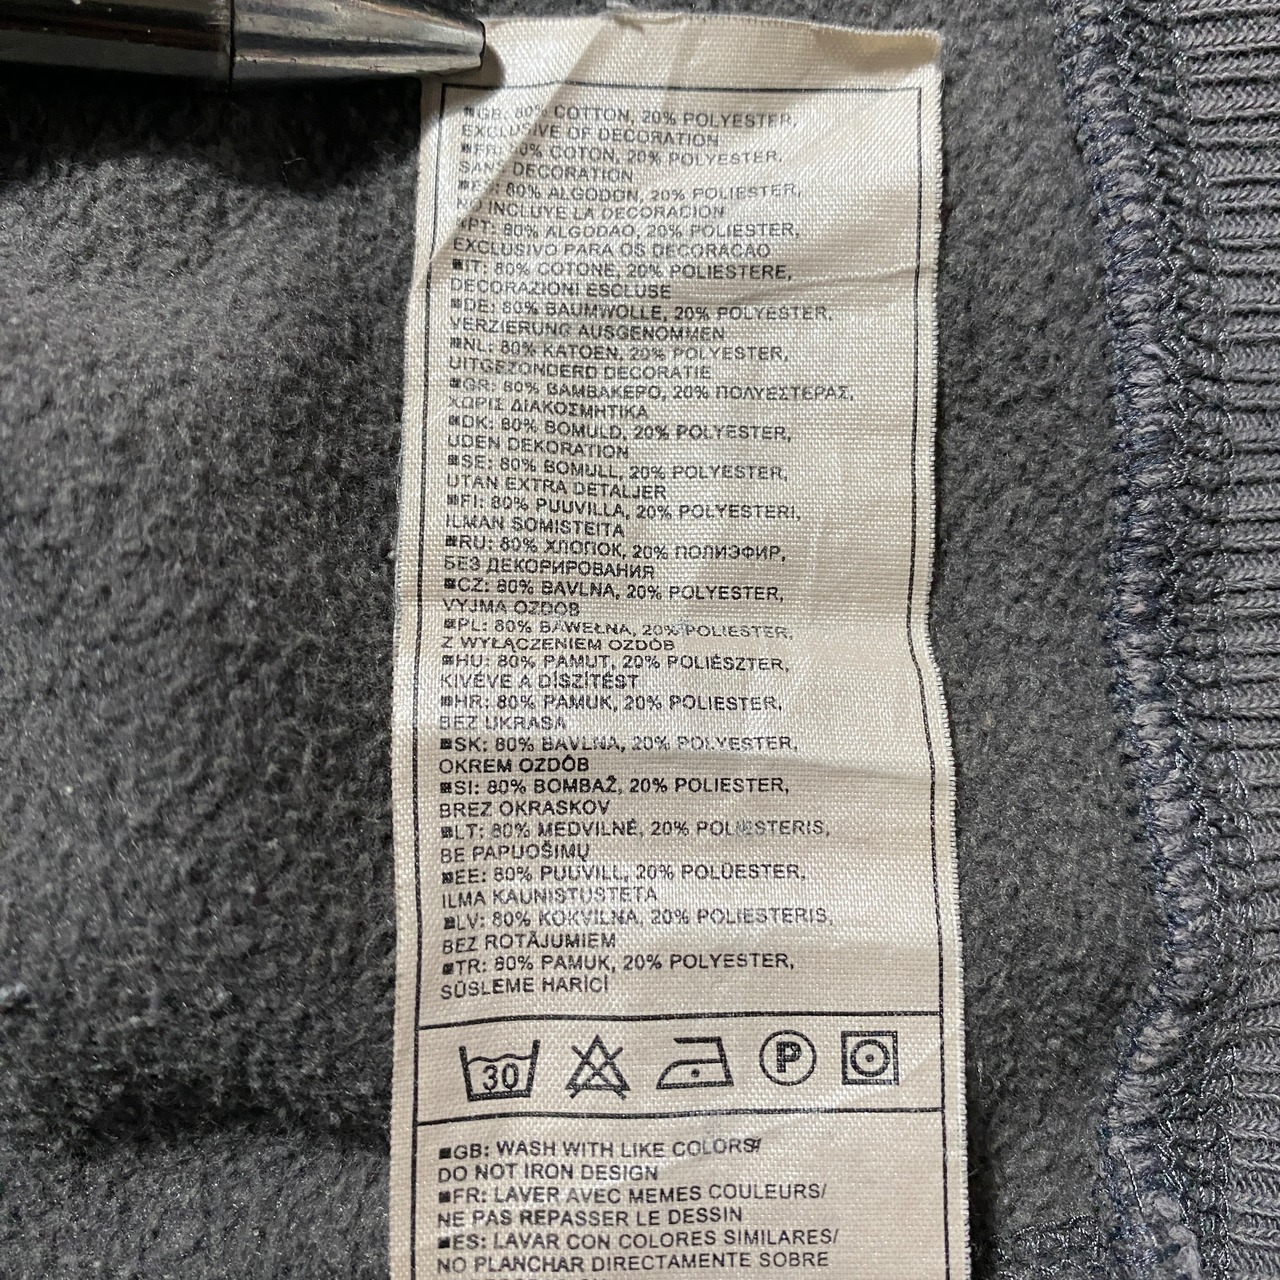 ■GB: 80% COTTON, 20% POLYESTER,
EXCLUSIVE OF DECORATION
■FR: 80% COTON, 20% POLYESTER,
SANS DECORATION
■ES: 80% ALGODON, 20% POLIESTER,
NO INCLUYE LA DECORACION
■PT: 80% ALGODAO, 20% POLIESTER,
EXCLUSIVO PARA OS DECORACAO
■IT: 80% COTONE, 20% POLIESTERE,
DECORAZIONI ESCLUSE
■DE: 80% BAUMWOLLE, 20% POLYESTER,
VERZIERUNG AUSGENOMMEN
■NL: 80% KATOEN, 20% POLYESTER,
UITGEZONDERD DECORATIE
■GR: 80% ΒΑΜΒΑΚΕΡΟ, 20% ΠΟΛΥΕΣΤΕΡΑΣ,
ΧΩΡΙΣ ΔΙΑΚΟΣΜΗΤΙΚΑ
■DK: 80% BOMULD, 20% POLYESTER,
UDEN DEKORATION
■SE: 80% BOMULL, 20% POLYESTER,
UTAN EXTRA DETALJER
■FI: 80% PUUVILLA, 20% POLYESTERI,
ILMAN SOMISTEITA
■RU: 80% ХЛОПОК, 20% ПОЛИЭФИР,
БЕЗ ДЕКОРИРОВАНИЯ
■CZ: 80% BAVLNA, 20% POLYESTER,
VYJMA OZDOB
■PL: 80% BAWEŁNA, 20% POLIESTER,
Z WYŁĄCZENIEM OZDÓB
■HU: 80% PAMUT, 20% POLIÉSZTER,
KIVÉVE A DÍSZÍTÉST
■HR: 80% PAMUK, 20% POLIESTER,
BEZ UKRASA
■SK: 80% BAVLNA, 20% POLYESTER,
OKREM OZDÔB
■SI: 80% BOMBAŽ, 20% POLIESTER,
BREZ OKRASKOV
■LT: 80% MEDVILNĖ, 20% POLIESTERIS,
BE PAPUOŠIMŲ
■EE: 80% PUUVILL, 20% POLÜESTER,
ILMA KAUNISTUSTETA
■LV: 80% KOKVILNA, 20% POLIESTERIS,
BEZ ROTĀJUMIEM
■TR: 80% PAMUK, 20% POLYESTER,
SÜSLEME HARİCİ
30 P
■GB: WASH WITH LIKE COLORS/
DO NOT IRON DESIGN
■FR: LAVER AVEC MEMES COULEURS/
NE PAS REPASSER LE DESSIN
■ES: LAVAR CON COLORES SIMILARES/
NO PLANCHAR DIRECTAMENTE SOBRE